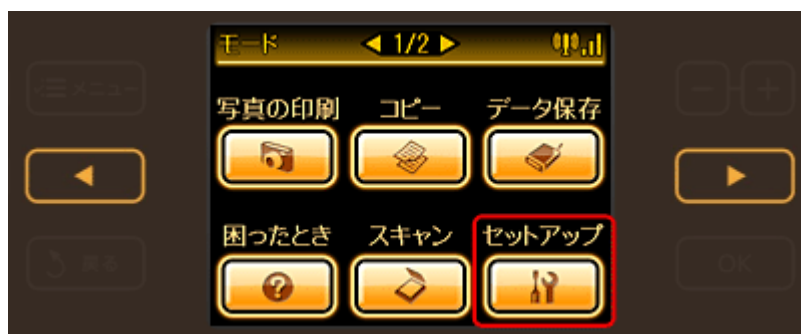 モード
1/2
メニュー
写真の印刷
コピー
データ保存
困ったとき
スキャン
セットアップ
戻る
OK